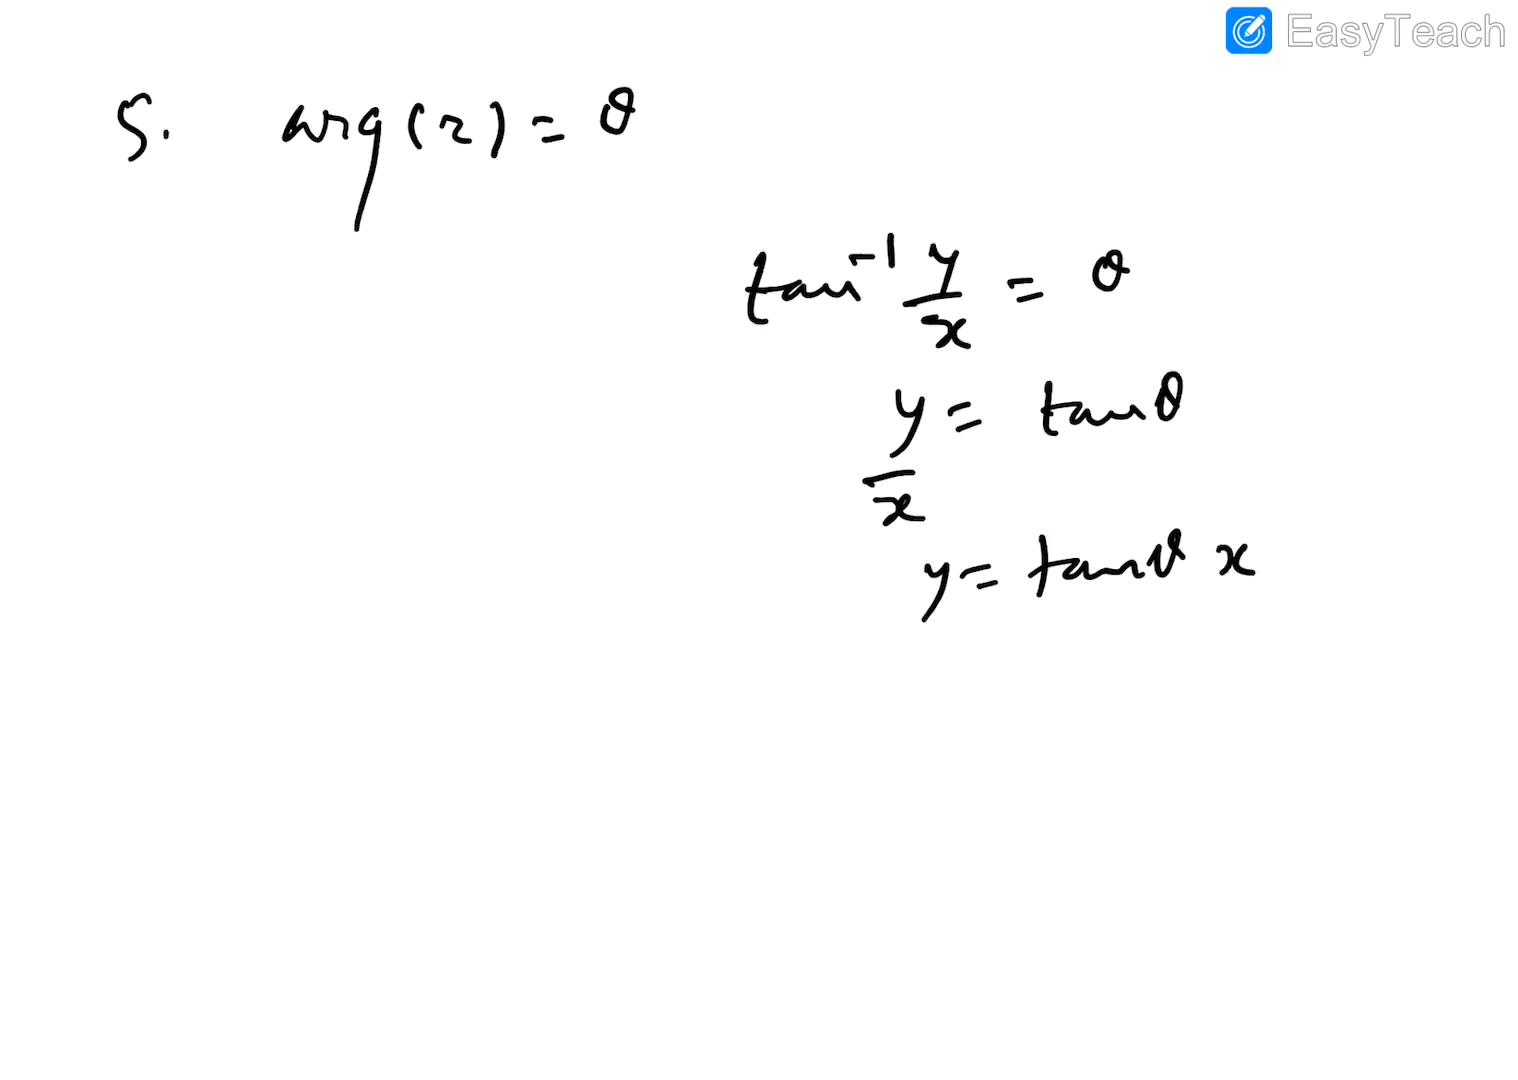 EasyTeach
5. arg(z) = θ
tan⁻¹ y/x = θ
y/x = tanθ
y = tanθ x